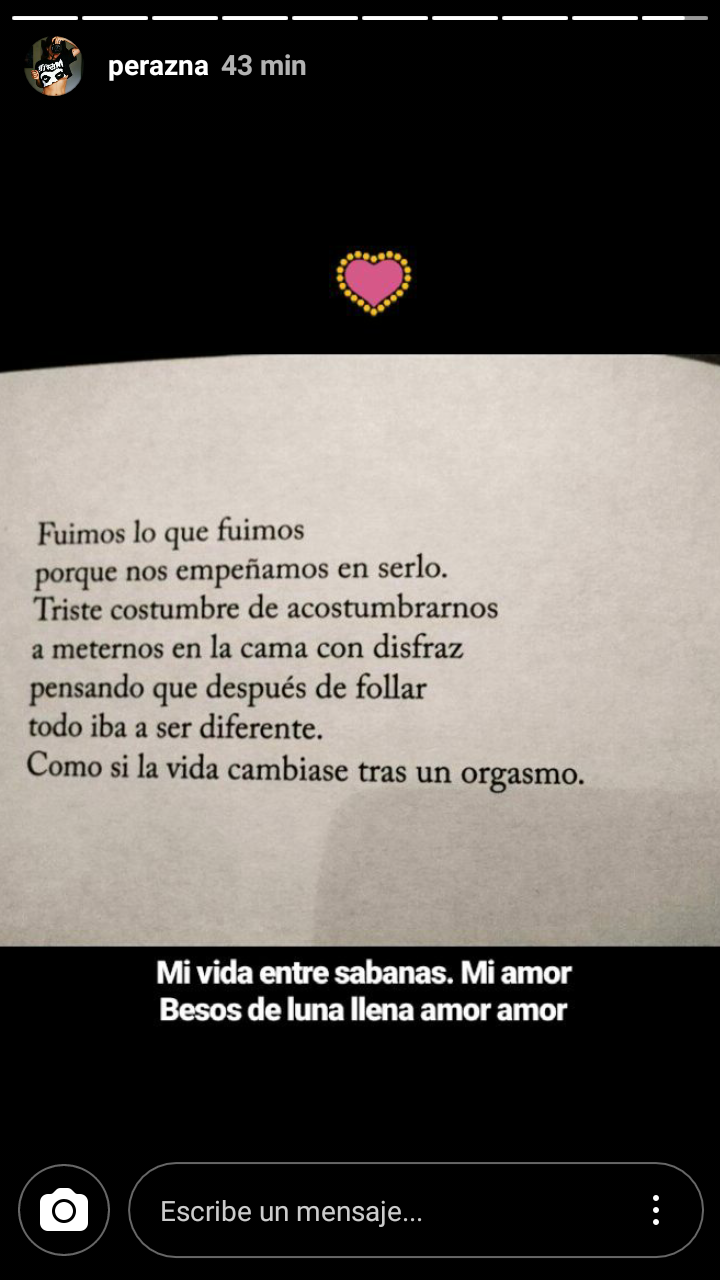 perazna 43 min
Fuimos lo que fuimos
porque nos empeñamos en serlo.
Triste costumbre de acostumbrarnos
a meternos en la cama con disfraz
pensando que después de follar
todo iba a ser diferente.
Como si la vida cambiase tras un orgasmo.
Mi vida entre sabanas. Mi amor
Besos de luna llena amor amor
Escribe un mensaje...